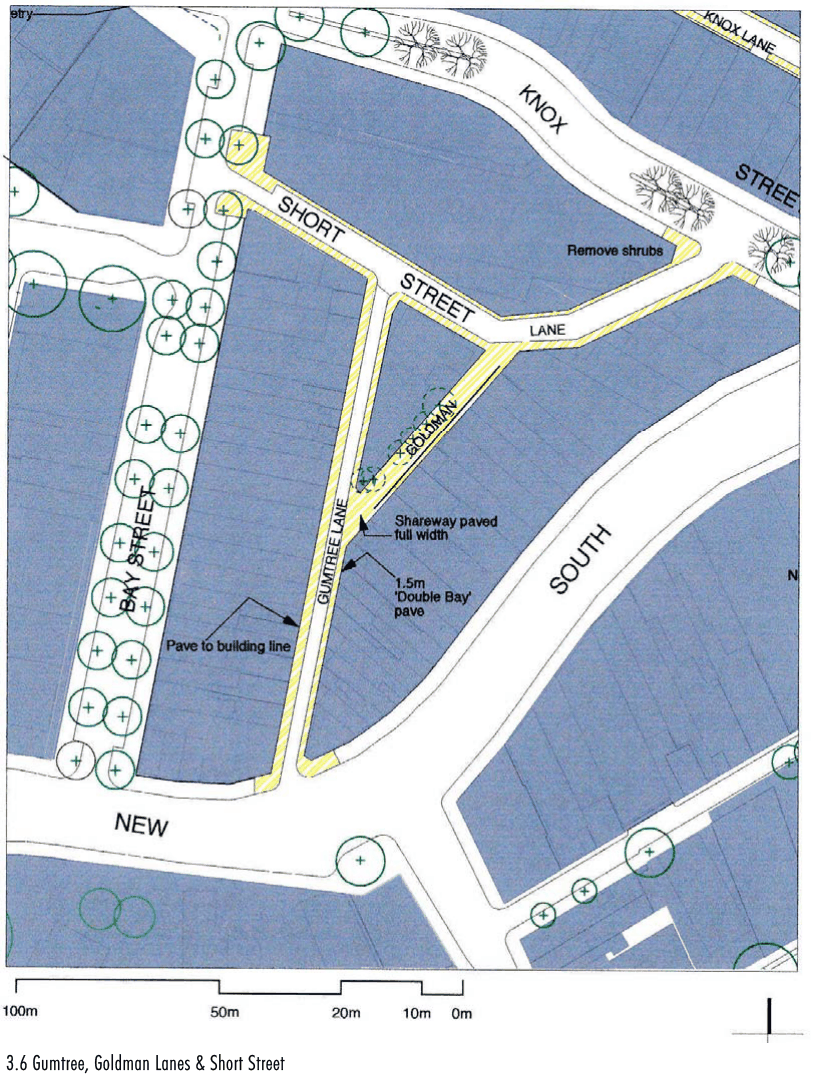 etry
KNOX LANE
KNOX
STREE
SHORT
Remove shrubs
STREET
LANE
GOLDMAN
BAY STREET
GUMTREE LANE
Shareway paved
full width
SOUTH
1.5m
'Double Bay'
pave
N
Pave to building line
NEW
100m 50m 20m 10m 0m
3.6 Gumtree, Goldman Lanes & Short Street